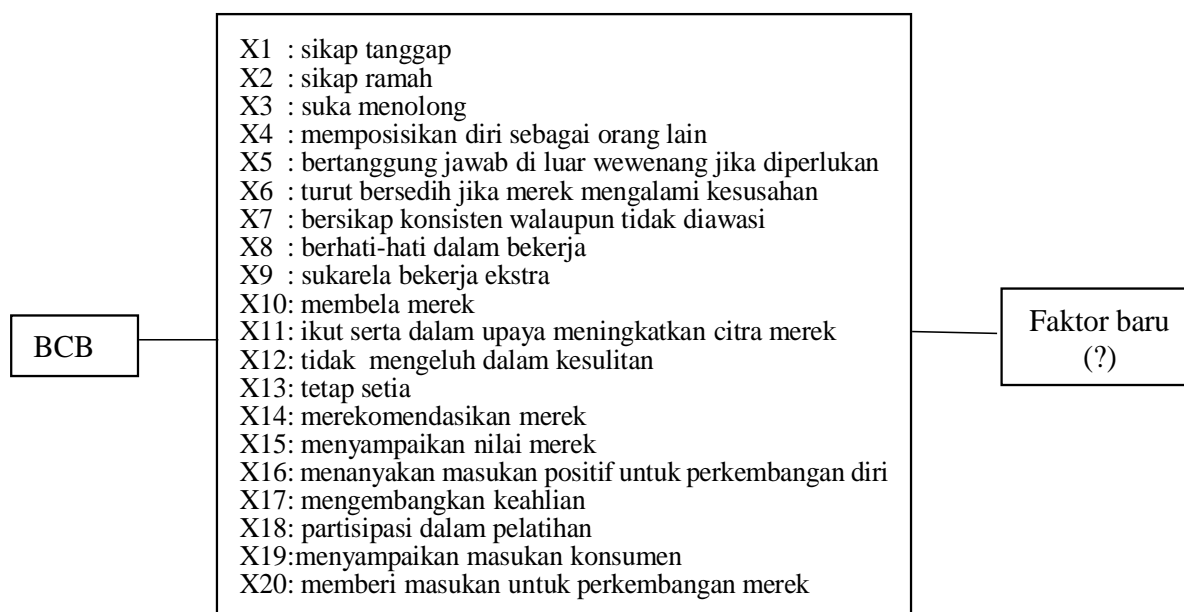 BCB
X1 : sikap tanggap
X2 : sikap ramah
X3 : suka menolong
X4 : memposisikan diri sebagai orang lain
X5 : bertanggung jawab di luar wewenang jika diperlukan
X6 : turut bersedih jika merek mengalami kesusahan
X7 : bersikap konsisten walaupun tidak diawasi
X8 : berhati-hati dalam bekerja
X9 : sukarela bekerja ekstra
X10: membela merek
X11: ikut serta dalam upaya meningkatkan citra merek
X12: tidak mengeluh dalam kesulitan
X13: tetap setia
X14: merekomendasikan merek
X15: menyampaikan nilai merek
X16: menanyakan masukan positif untuk perkembangan diri
X17: mengembangkan keahlian
X18: partisipasi dalam pelatihan
X19:menyampaikan masukan konsumen
X20: memberi masukan untuk perkembangan merek
Faktor baru
(?)